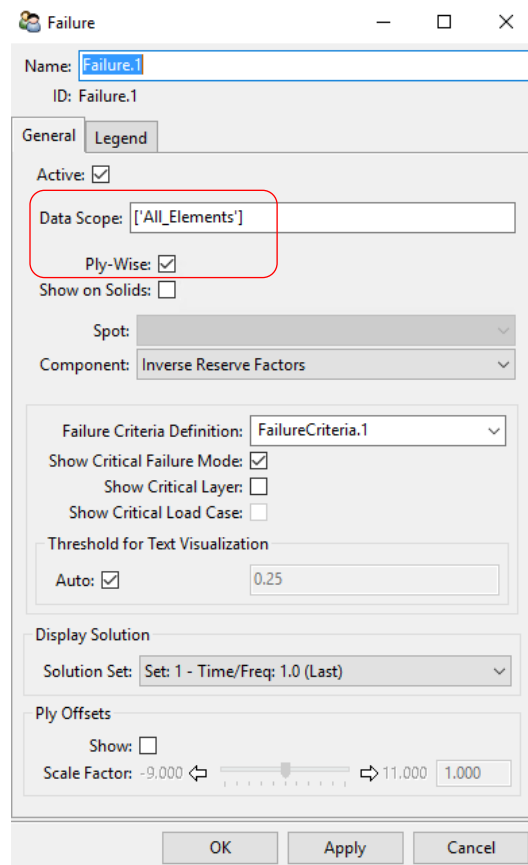 Failure
Name: Failure.1
ID: Failure.1
General Legend
Active:
Data Scope: ['All_Elements']
Ply-Wise:
Show on Solids:
Spot:
Component: Inverse Reserve Factors
Failure Criteria Definition: FailureCriteria.1
Show Critical Failure Mode:
Show Critical Layer:
Show Critical Load Case:
Threshold for Text Visualization
Auto: 0.25
Display Solution
Solution Set: Set: 1 - Time/Freq: 1.0 (Last)
Ply Offsets
Show:
Scale Factor: -9.000 11.000 1.000
OK Apply Cancel